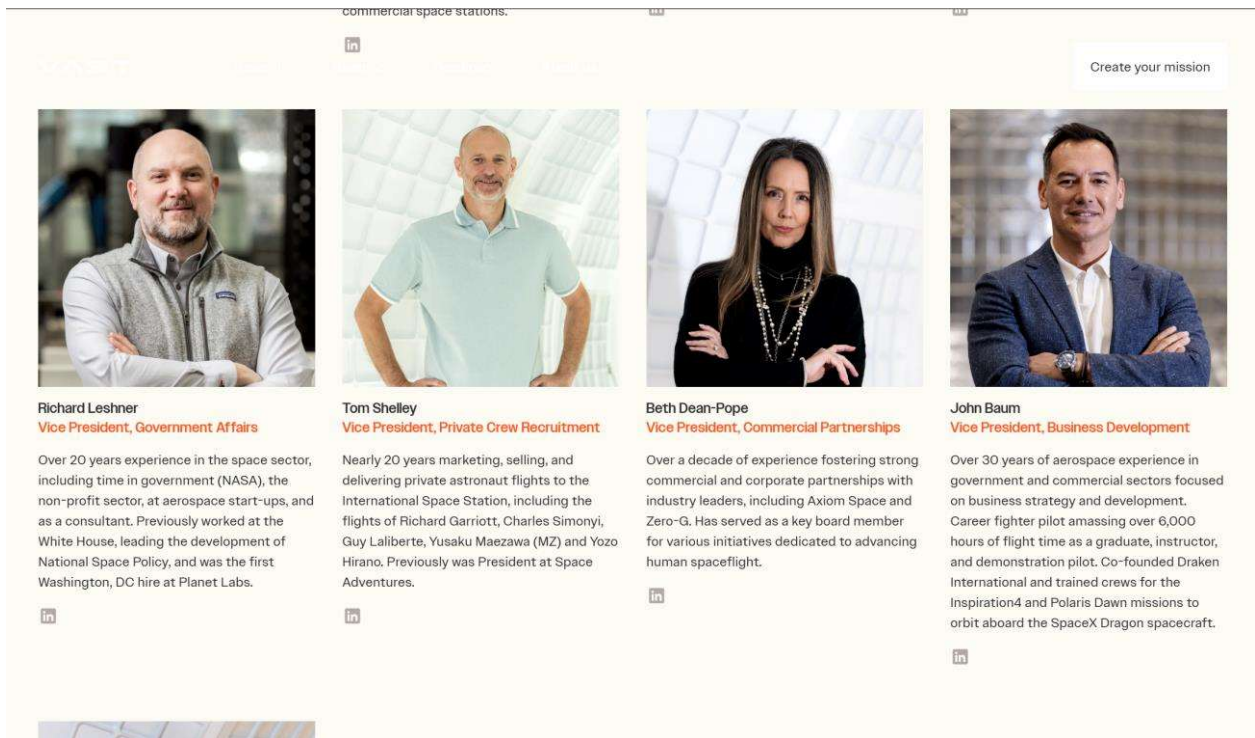 commercial space stations.
Create your mission
Richard Leshner
Vice President, Government Affairs
Over 20 years experience in the space sector,
including time in government (NASA), the
non-profit sector, at aerospace start-ups, and
as a consultant. Previously worked at the
White House, leading the development of
National Space Policy, and was the first
Washington, DC hire at Planet Labs.
in
Tom Shelley
Vice President, Private Crew Recruitment
Nearly 20 years marketing, selling, and
delivering private astronaut flights to the
International Space Station, including the
flights of Richard Garriott, Charles Simonyi,
Guy Laliberte, Yusaku Maezawa (MZ) and Yozo
Hirano. Previously was President at Space
Adventures.
in
Beth Dean-Pope
Vice President, Commercial Partnerships
Over a decade of experience fostering strong
commercial and corporate partnerships with
industry leaders, including Axiom Space and
Zero-G. Has served as a key board member
for various initiatives dedicated to advancing
human spaceflight.
in
John Baum
Vice President, Business Development
Over 30 years of aerospace experience in
government and commercial sectors focused
on business strategy and development.
Career fighter pilot amassing over 6,000
hours of flight time as a graduate, instructor,
and demonstration pilot. Co-founded Draken
International and trained crews for the
Inspiration4 and Polaris Dawn missions to
orbit aboard the SpaceX Dragon spacecraft.
in